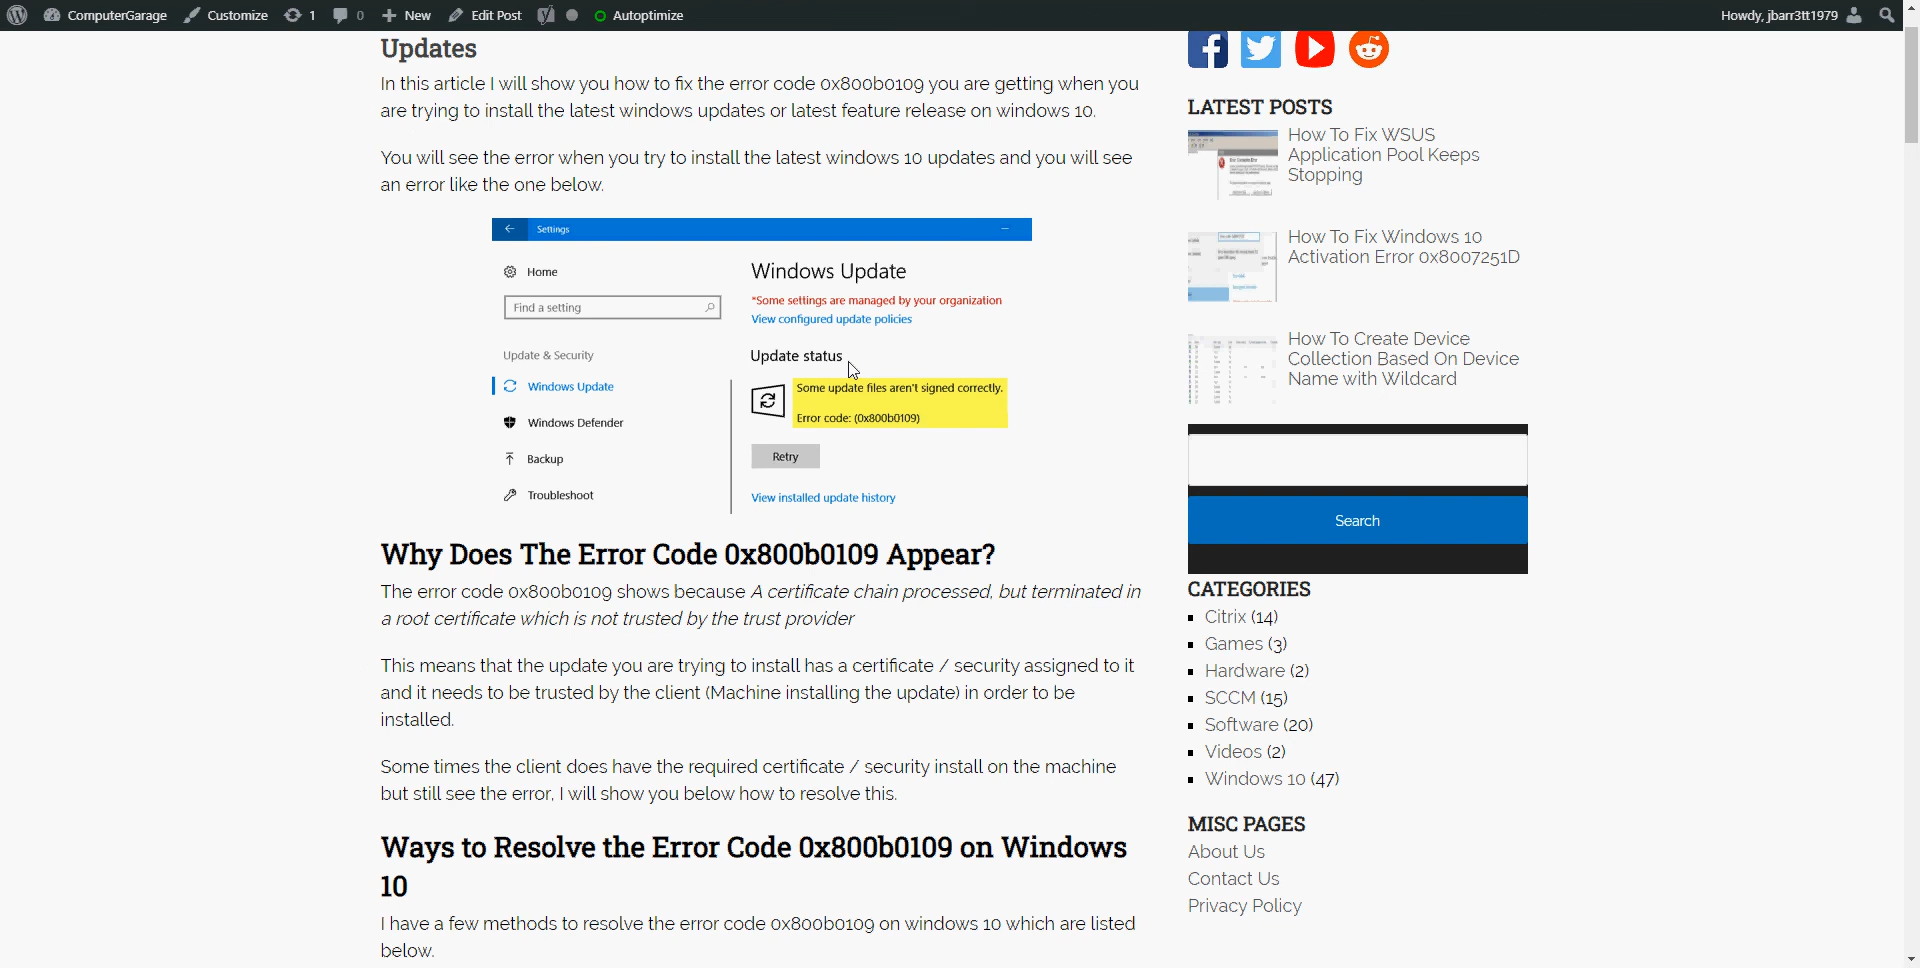 ComputerGarage Customize 1 0 New Edit Post Autoptimize Howdy, jbarr3tt1979
Updates
In this article I will show you how to fix the error code 0x800b0109 you are getting when you
are trying to install the latest windows updates or latest feature release on windows 10.
You will see the error when you try to install the latest windows 10 updates and you will see
an error like the one below.
Settings
Home
Find a setting
Update & Security
Windows Update
Windows Defender
Backup
Troubleshoot
Windows Update
*Some settings are managed by your organization
View configured update policies
Update status
Some update files aren't signed correctly.
Error code: (0x800b0109)
Retry
View installed update history
Why Does The Error Code 0x800b0109 Appear?
The error code 0x800b0109 shows because A certificate chain processed, but terminated in
a root certificate which is not trusted by the trust provider
This means that the update you are trying to install has a certificate / security assigned to it
and it needs to be trusted by the client (Machine installing the update) in order to be
installed.
Some times the client does have the required certificate / security install on the machine
but still see the error, I will show you below how to resolve this.
Ways to Resolve the Error Code 0x800b0109 on Windows
10
I have a few methods to resolve the error code 0x800b0109 on windows 10 which are listed
below.
LATEST POSTS
How To Fix WSUS
Application Pool Keeps
Stopping
How To Fix Windows 10
Activation Error 0x8007251D
How To Create Device
Collection Based On Device
Name with Wildcard
Search
CATEGORIES
Citrix (14)
Games (3)
Hardware (2)
SCCM (15)
Software (20)
Videos (2)
Windows 10 (47)
MISC PAGES
About Us
Contact Us
Privacy Policy